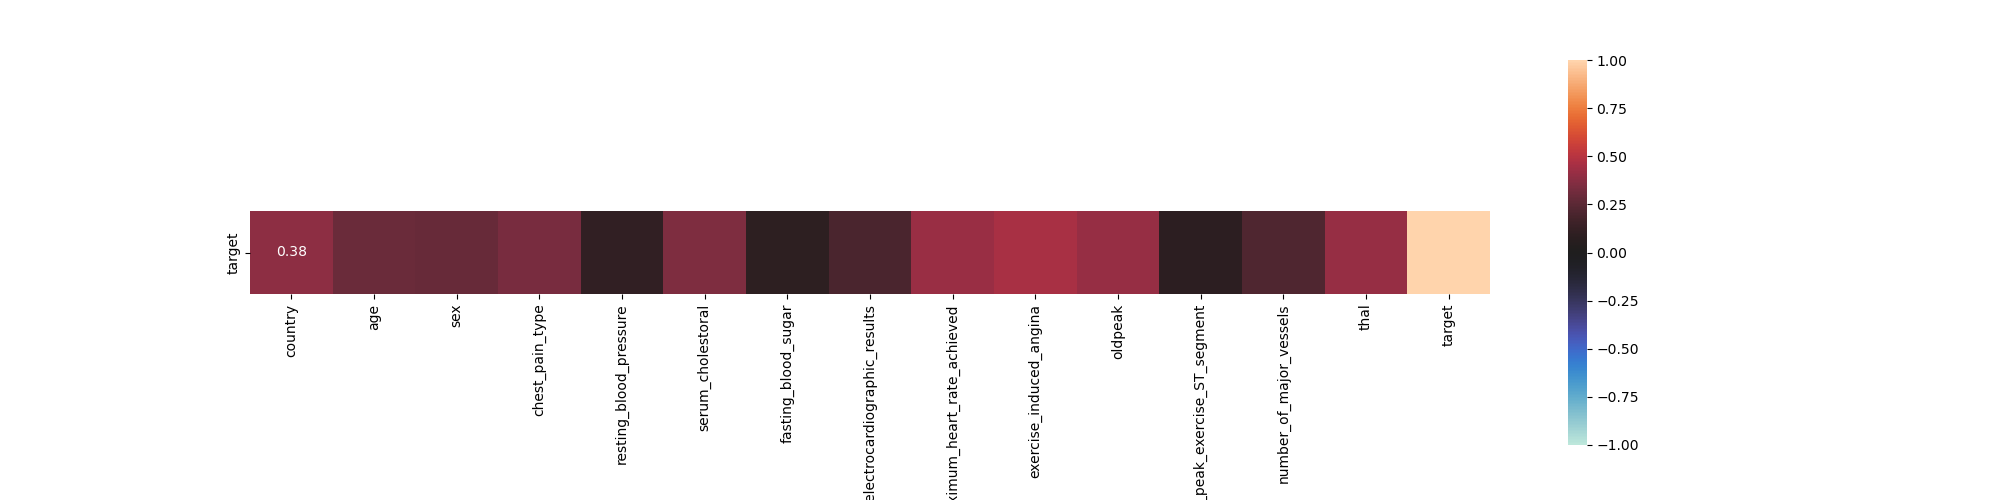 target
0.38
country
age
sex
chest_pain_type
resting_blood_pressure
serum_cholestoral
fasting_blood_sugar
electrocardiographic_results
ximum_heart_rate_achieved
exercise_induced_angina
oldpeak
_peak_exercise_ST_segment
number_of_major_vessels
thal
target
1.00
0.75
0.50
0.25
0.00
−0.25
−0.50
−0.75
−1.00